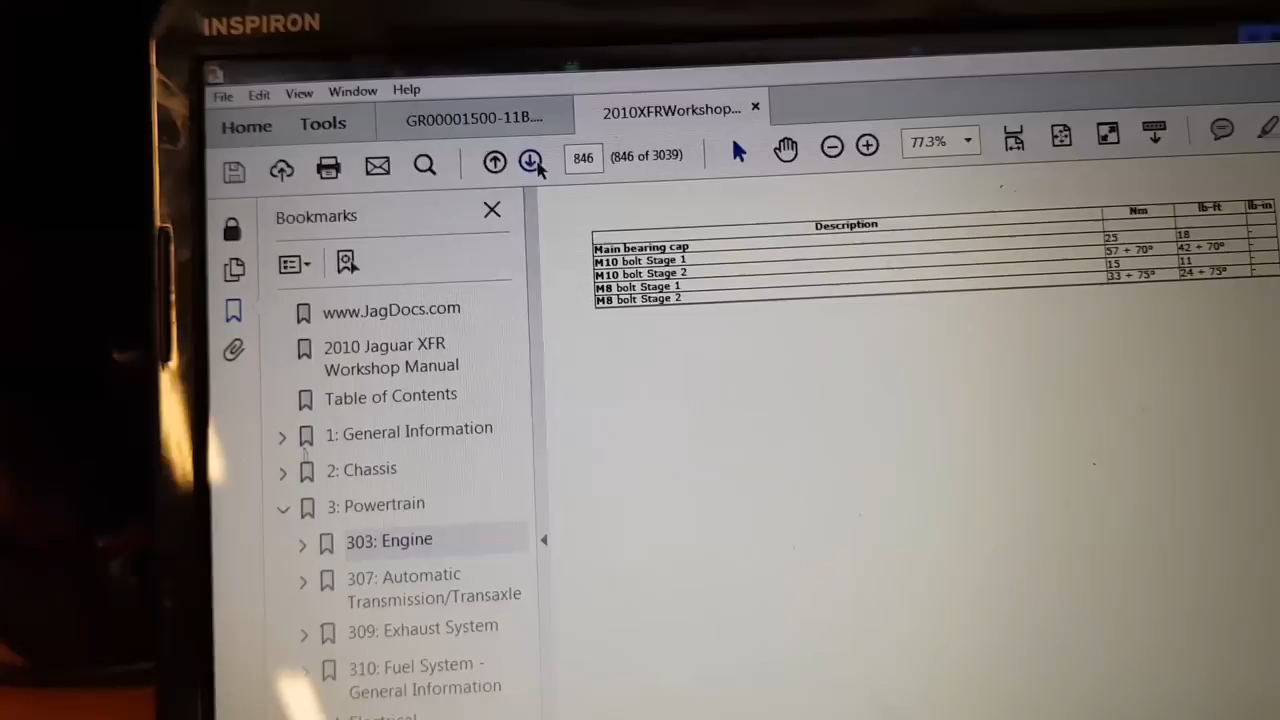 INSPIRON
File Edit View Window Help
Home Tools GR00001500-11B.... 2010XFRWorkshop... ×
846 (846 of 3039) 77.3%
Bookmarks
www.JagDocs.com
2010 Jaguar XFR
Workshop Manual
Table of Contents
1: General Information
2: Chassis
3: Powertrain
303: Engine
307: Automatic
Transmission/Transaxle
309: Exhaust System
310: Fuel System -
General Information
Description Nm lb-ft lb-in
Main bearing cap
M10 bolt Stage 1 25 18 -
M10 bolt Stage 2 57 + 70° 42 + 70° -
M8 bolt Stage 1 15 11 -
M8 bolt Stage 2 33 + 75° 24 + 75° -